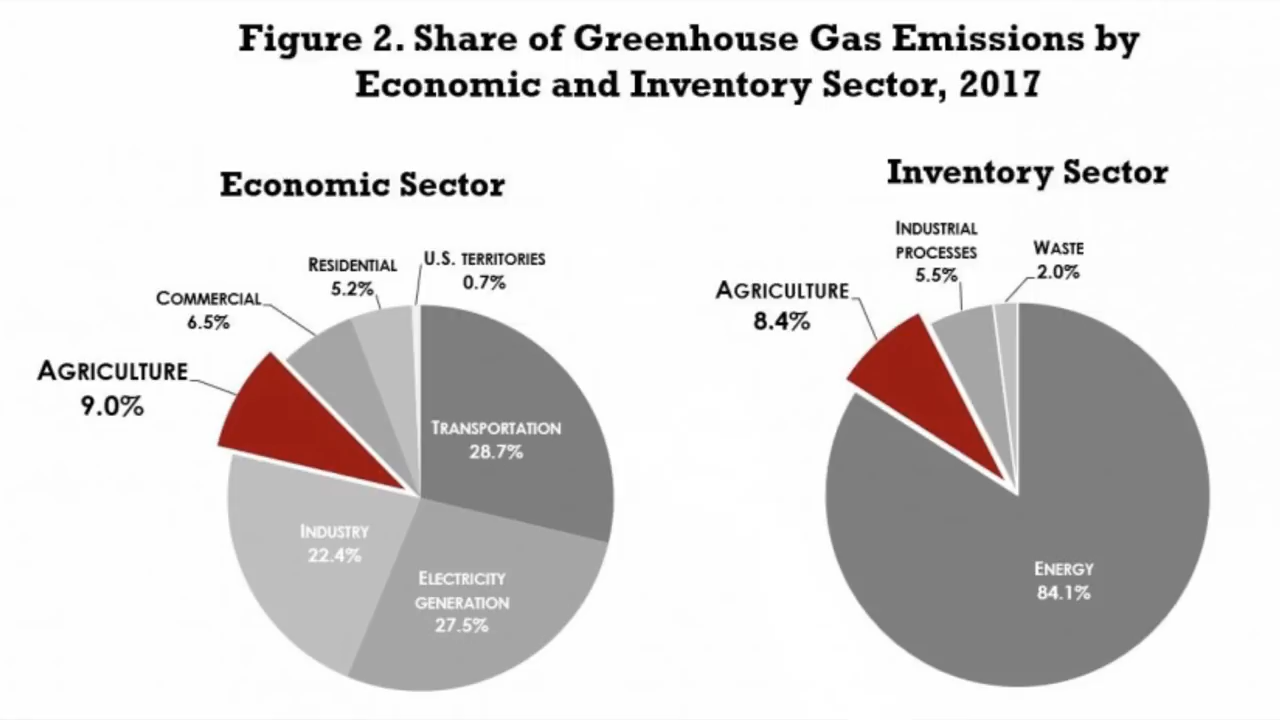 Figure 2. Share of Greenhouse Gas Emissions by
Economic and Inventory Sector, 2017
Economic Sector
U.S. TERRITORIES
0.7%
RESIDENTIAL
5.2%
COMMERCIAL
6.5%
AGRICULTURE
9.0%
TRANSPORTATION
28.7%
INDUSTRY
22.4%
ELECTRICITY
GENERATION
27.5%
Inventory Sector
INDUSTRIAL
PROCESSES
5.5%
WASTE
2.0%
AGRICULTURE
8.4%
ENERGY
84.1%